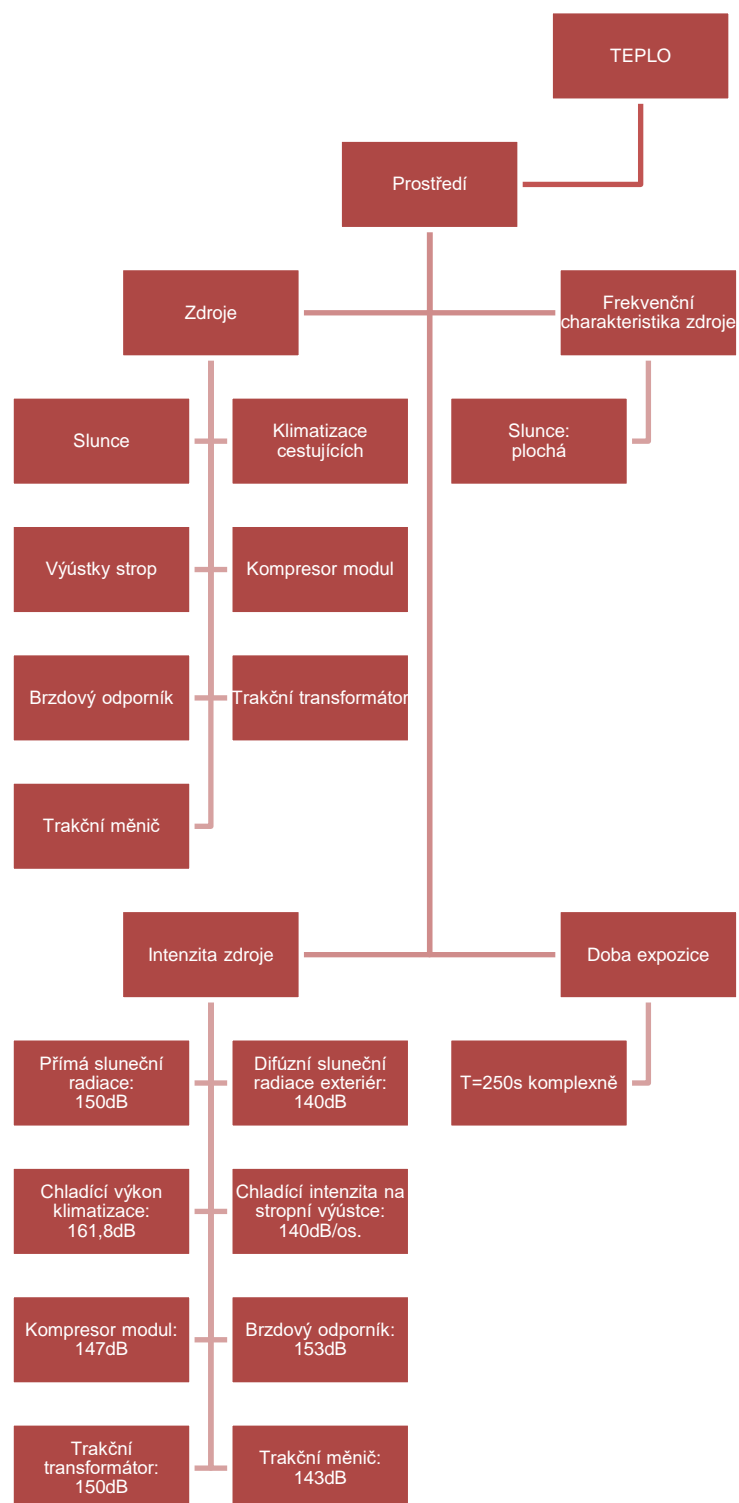 TEPLO
Prostředí
Zdroje
Frekvenční
charakteristika zdroje
Slunce
Klimatizace
cestujících
Slunce:
plochá
Výústky strop
Kompresor modul
Brzdový odporník
Trakční transformátor
Trakční měnič
Intenzita zdroje
Doba expozice
Přímá sluneční
radiace:
150dB
Difúzní sluneční
radiace exteriér:
140dB
T=250s komplexně
Chladící výkon
klimatizace:
161,8dB
Chladící intenzita na
stropní výústce:
140dB/os.
Kompresor modul:
147dB
Brzdový odporník:
153dB
Trakční
transformátor:
150dB
Trakční měnič:
143dB